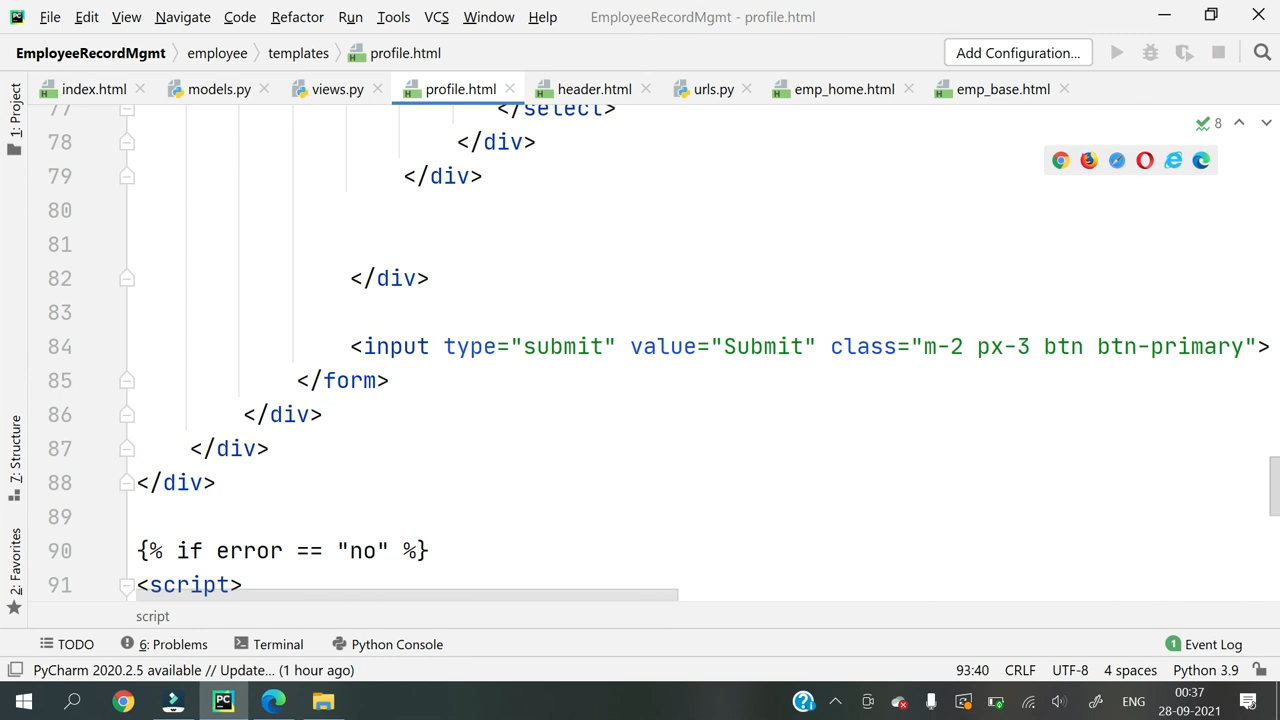 File Edit View Navigate Code Refactor Run Tools VCS Window Help EmployeeRecordMgmt - profile.html
EmployeeRecordMgmt employee templates profile.html Add Configuration...
index.html models.py views.py profile.html header.html urls.py emp_home.html emp_base.html
1: Project
7: Structure
2: Favorites
8
77 </select>
78 </div>
79 </div>
80
81
82 </div>
83
84 <input type="submit" value="Submit" class="m-2 px-3 btn btn-primary">
85 </form>
86 </div>
87 </div>
88 </div>
89
90 {% if error == "no" %}
91 <script>
script
TODO 6: Problems Terminal Python Console 1 Event Log
PyCharm 2020.2.5 available // Update... (1 hour ago) 93:40 CRLF UTF-8 4 spaces Python 3.9
PC ENG 00:37
28-09-2021